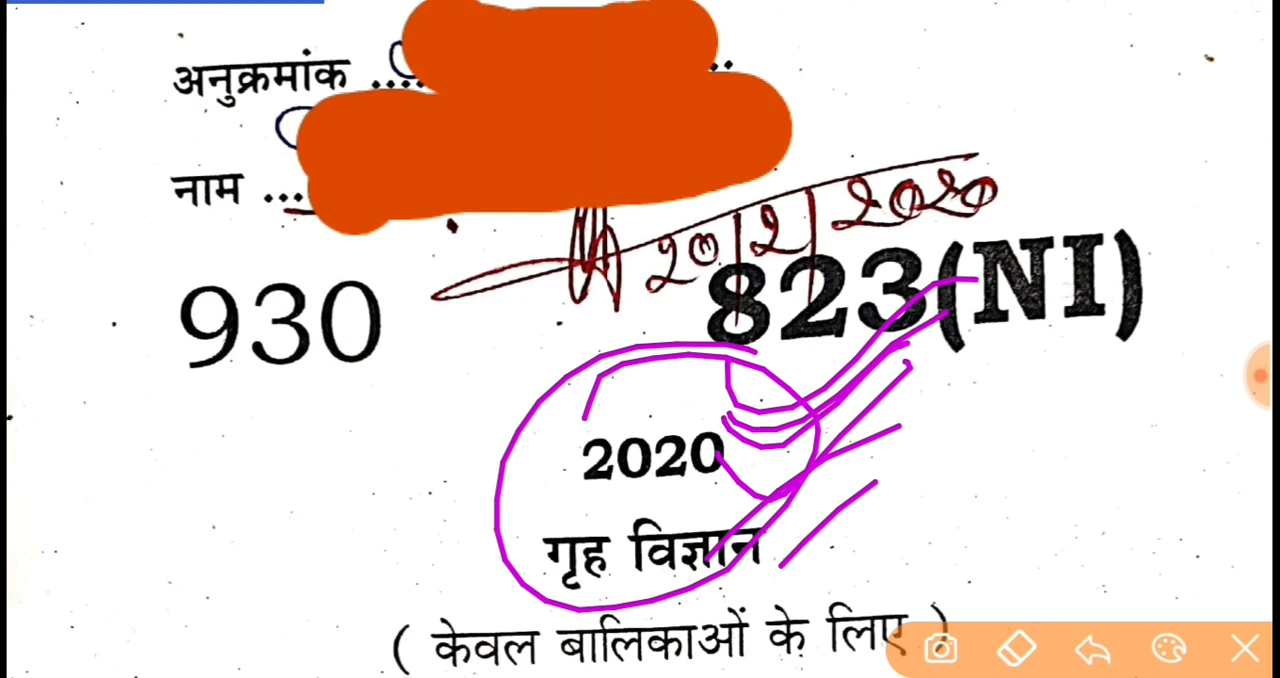 अनुक्रमांक ....
नाम ...
20/2/2020
930
823(NI)
2020
गृह विज्ञान
( केवल बालिकाओं के लिए )